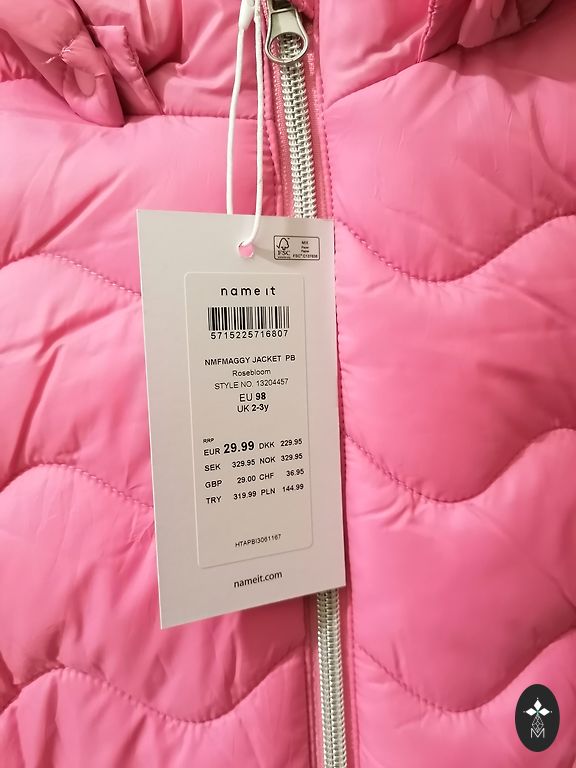 FSC
MIX
name it
5715225716807
NMFMAGGY JACKET PB
Rosebloom
STYLE NO. 13204457
EU 98
UK 2-3y
RRP
EUR 29.99 DKK 229.95
SEK 329.95 NOK 329.95
GBP 29.00 CHF 36.95
TRY 319.99 PLN 144.99
HTAPBI3061167
nameit.com
M